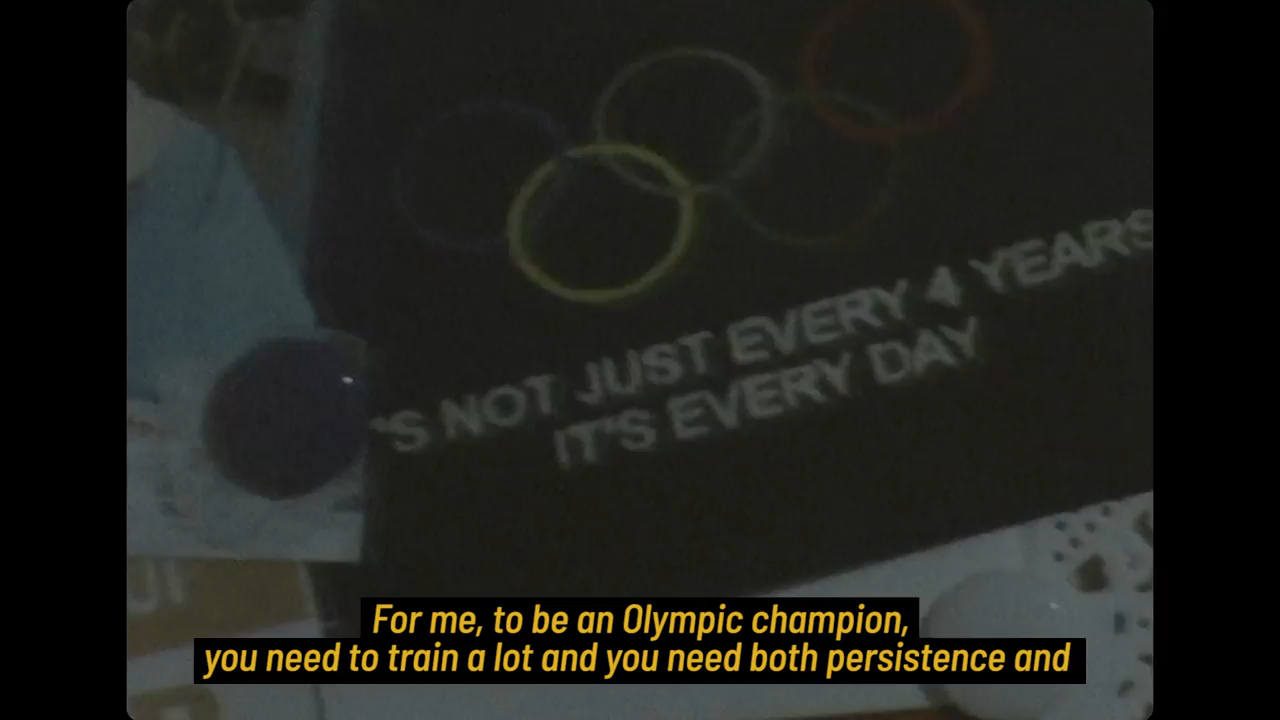 'S NOT JUST EVERY 4 YEARS
IT'S EVERY DAY
For me, to be an Olympic champion,
you need to train a lot and you need both persistence and